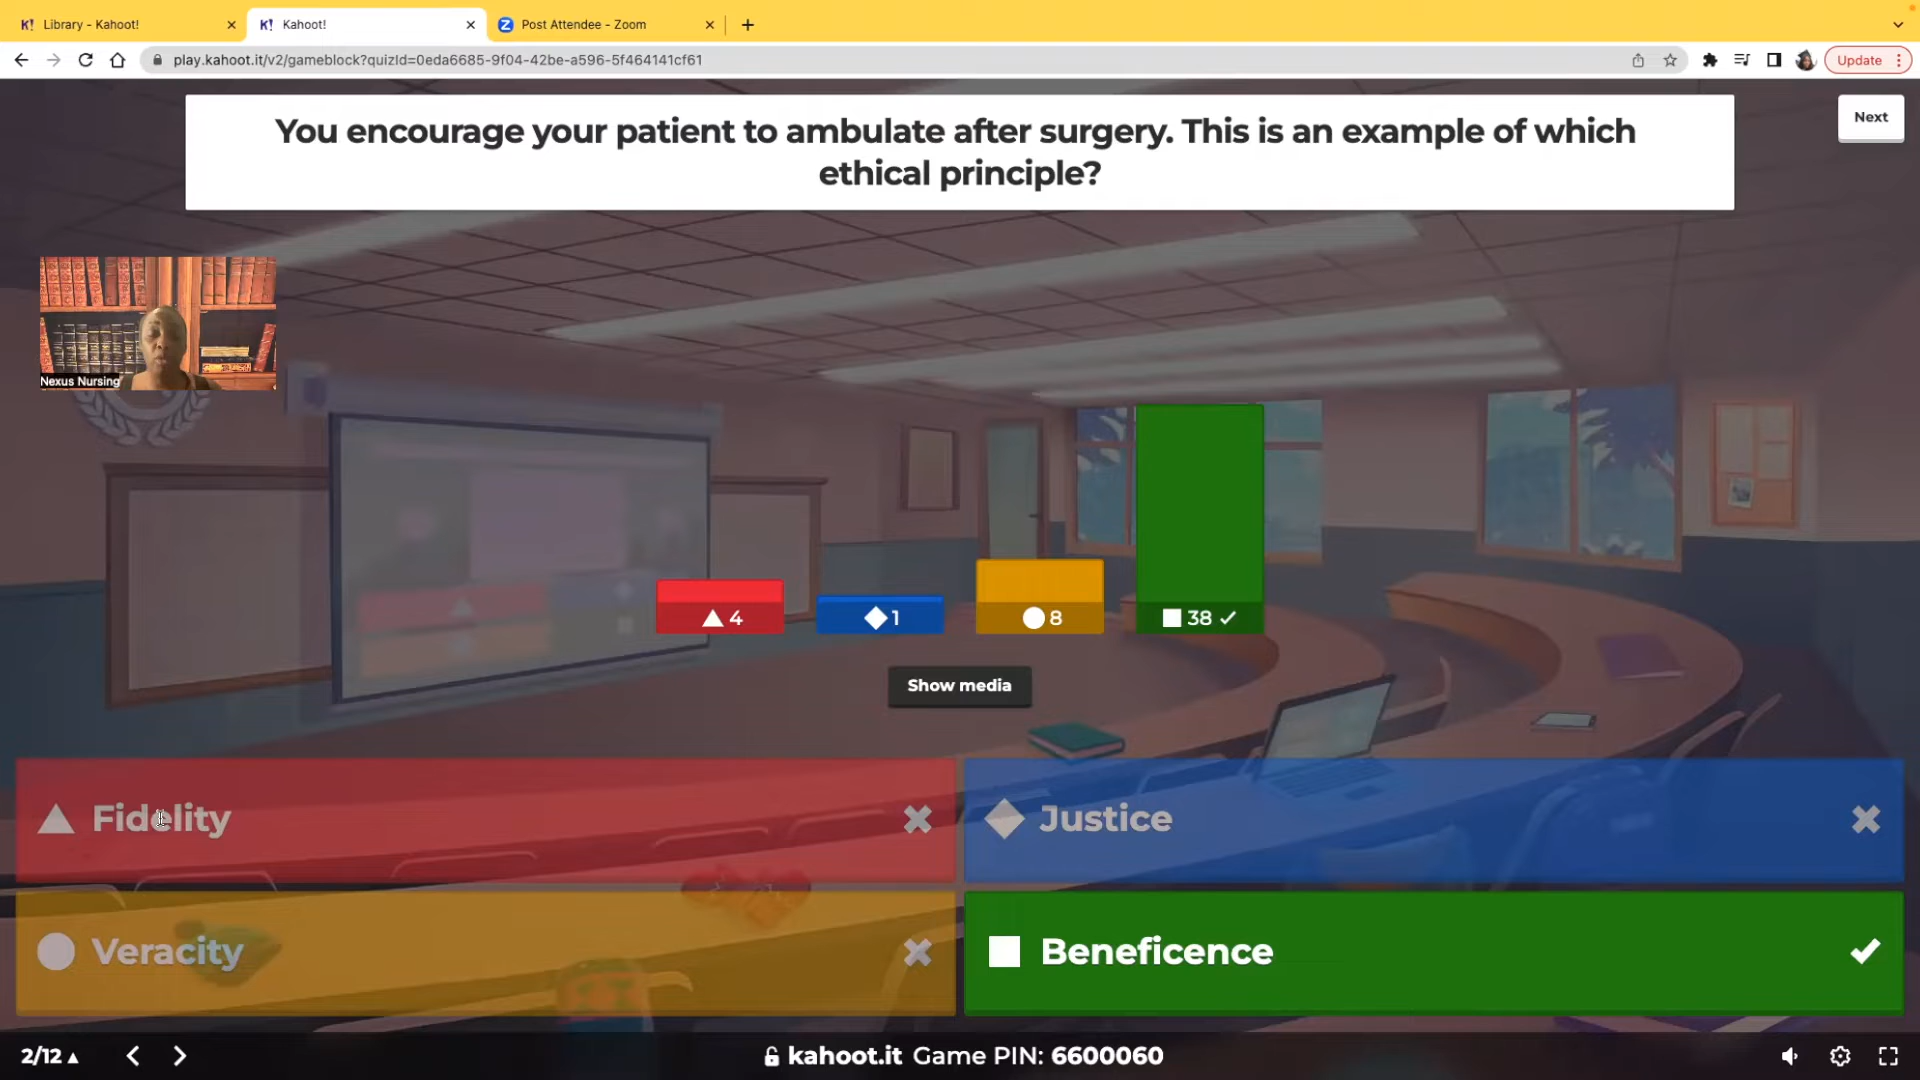 Library - Kahoot!
Kahoot!
Post Attendee - Zoom
play.kahoot.it/v2/gameblock?quizId=0eda6685-9f04-42be-a596-5f464141cf61
Update
You encourage your patient to ambulate after surgery. This is an example of which
ethical principle?
Next
Nexus Nursing
4
1
8
38
Show media
Fidelity
Justice
Veracity
Beneficence
2/12
kahoot.it Game PIN: 6600060